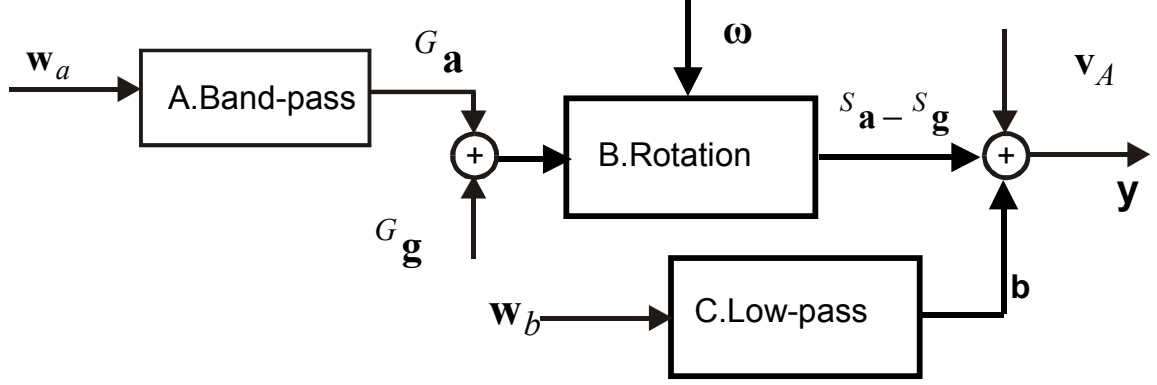 w_a
A.Band-pass
^G a
+
^G g
ω
B.Rotation
^S a – ^S g
v_A
+
y
w_b
C.Low-pass
b